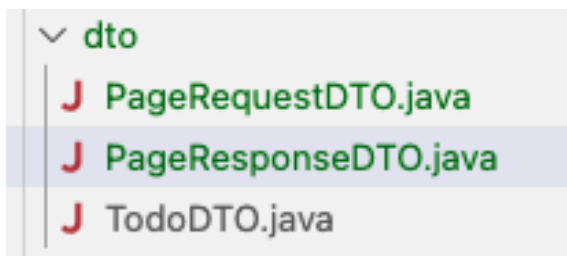 dto
J PageRequestDTO.java
J PageResponseDTO.java
J TodoDTO.java